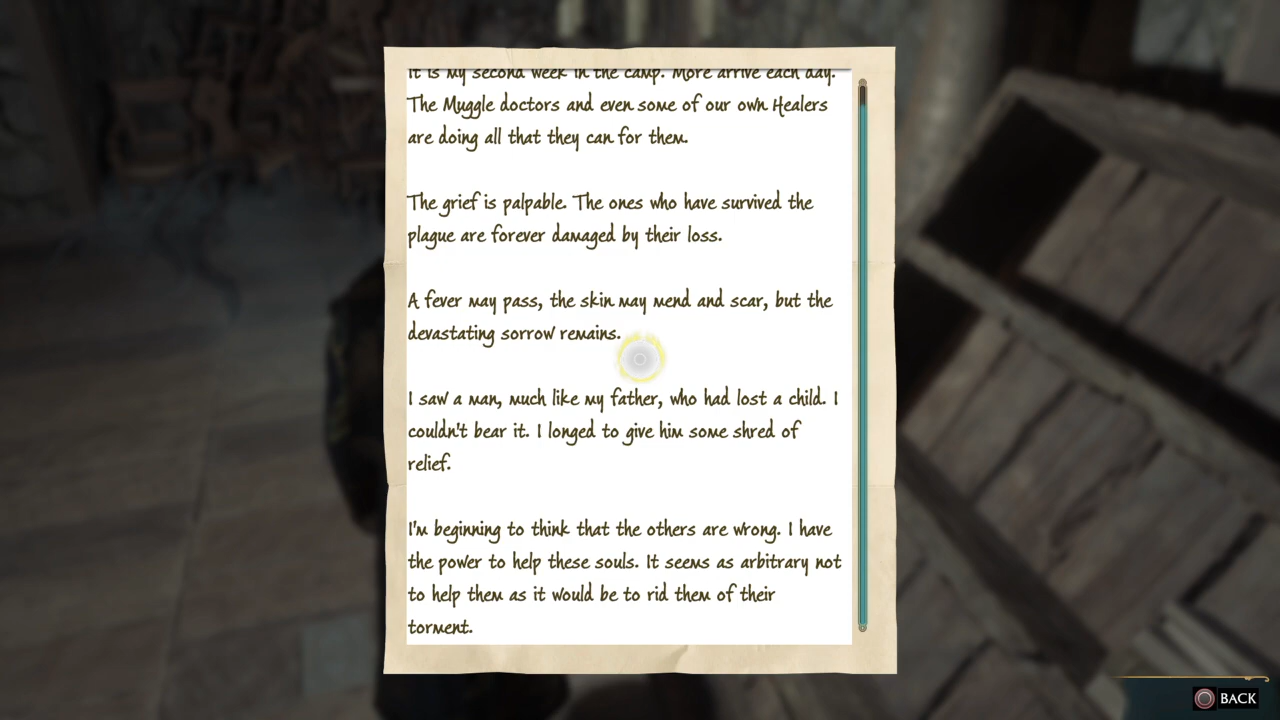 It is my second week in the camp. More arrive each day.
The Muggle doctors and even some of our own Healers
are doing all that they can for them.
The grief is palpable. The ones who have survived the
plague are forever damaged by their loss.
A fever may pass, the skin may mend and scar, but the
devastating sorrow remains.
I saw a man, much like my father, who had lost a child. I
couldn't bear it. I longed to give him some shred of
relief.
I'm beginning to think that the others are wrong. I have
the power to help these souls. It seems as arbitrary not
to help them as it would be to rid them of their
torment.
BACK